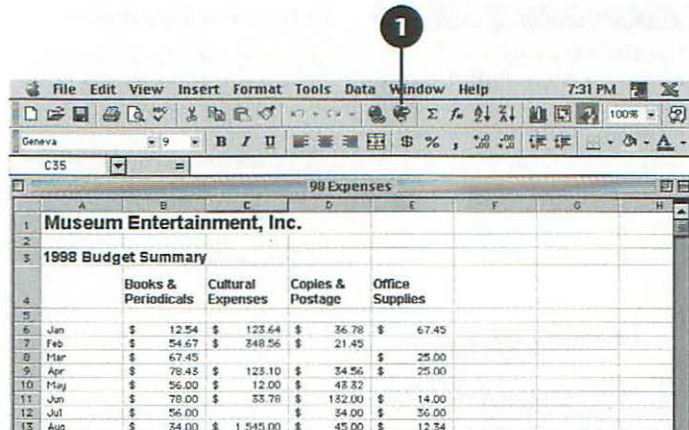 1
File Edit View Insert Format Tools Data Window Help 7:31 PM
100%
Geneva 9 B I U $ % ,
C35 =
98 Expenses
A B C D E F G H
1 Museum Entertainment, Inc.
2
3 1998 Budget Summary
Books & Cultural Copies & Office
4 Periodicals Expenses Postage Supplies
5
6 Jan $ 12.54 $ 123.64 $ 36.78 $ 67.45
7 Feb $ 54.67 $ 348.56 $ 21.45
8 Mar $ 67.45 $ 25.00
9 Apr $ 78.43 $ 123.10 $ 34.56 $ 25.00
10 May $ 56.00 $ 12.00 $ 43.32
11 Jun $ 78.00 $ 33.78 $ 132.00 $ 14.00
12 Jul $ 56.00 $ 34.00 $ 36.00
13 Aug $ 34.00 $ 1,545.00 $ 45.00 $ 12.34